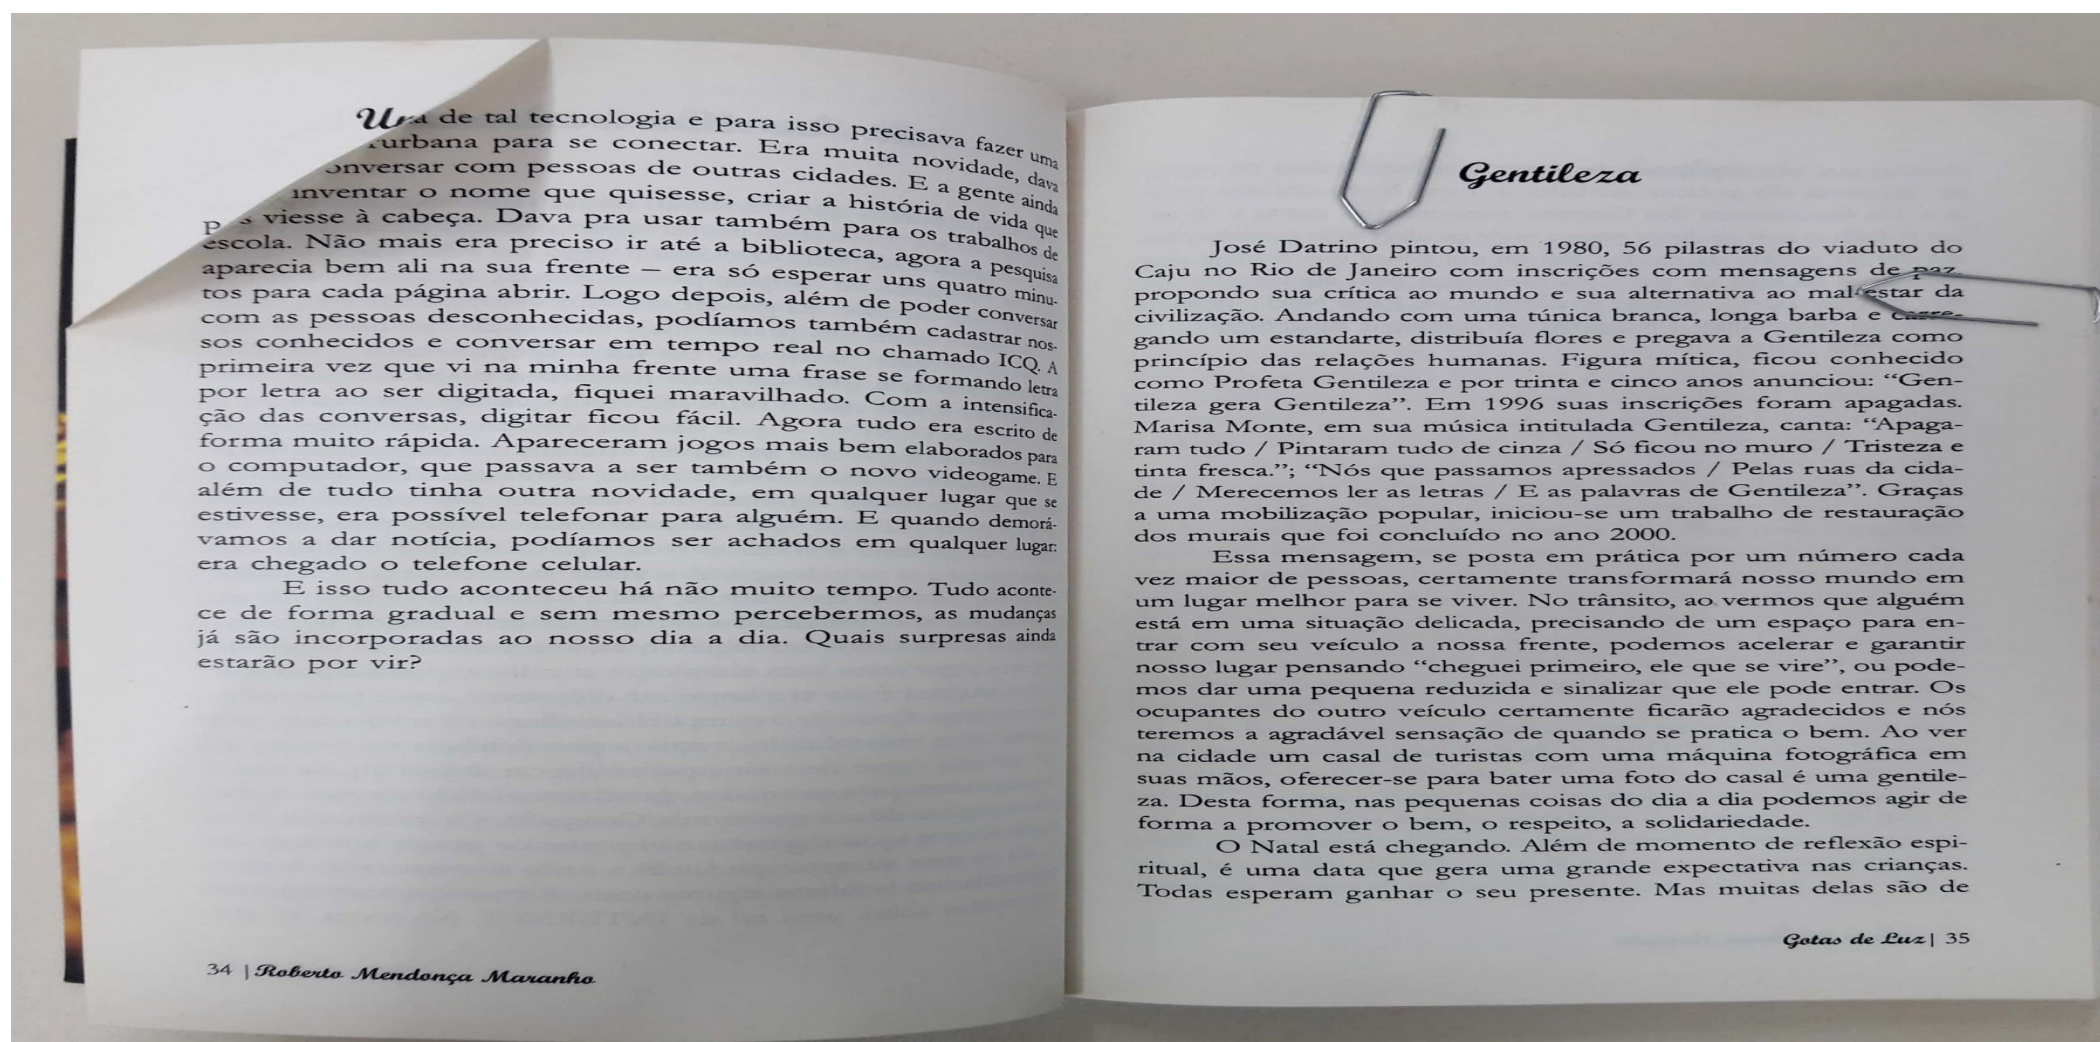 de tal tecnologia e para isso precisava fazer uma
para se conectar. Era muita novidade, dava
com pessoas de outras cidades. E a gente ainda
inventar o nome que quisesse, criar a história de vida que
viesse à cabeça. Dava pra usar também para os trabalhos de
escola. Não mais era preciso ir até a biblioteca, agora a pesquisa
aparecia bem ali na sua frente – era só esperar uns quatro minu-
tos para cada página abrir. Logo depois, além de poder conversar
com as pessoas desconhecidas, podíamos também cadastrar nos-
sos conhecidos e conversar em tempo real no chamado ICQ. A
primeira vez que vi na minha frente uma frase se formando letra
por letra ao ser digitada, fiquei maravilhado. Com a intensifica-
ção das conversas, digitar ficou fácil. Agora tudo era escrito de
forma muito rápida. Apareceram jogos mais bem elaborados para
o computador, que passava a ser também o novo videogame. E
além de tudo tinha outra novidade, em qualquer lugar que se
estivesse, era possível telefonar para alguém. E quando demorá-
vamos a dar notícia, podíamos ser achados em qualquer lugar:
era chegado o telefone celular.
E isso tudo aconteceu há não muito tempo. Tudo aconte-
ce de forma gradual e sem mesmo percebermos, as mudanças
já são incorporadas ao nosso dia a dia. Quais surpresas ainda
estarão por vir?
34 | Roberto Mendonça Maranho
Gentileza
José Datrino pintou, em 1980, 56 pilastras do viaduto do
Caju no Rio de Janeiro com inscrições com mensagens de paz,
propondo sua crítica ao mundo e sua alternativa ao mal-estar da
civilização. Andando com uma túnica branca, longa barba e carre-
gando um estandarte, distribuía flores e pregava a Gentileza como
princípio das relações humanas. Figura mítica, ficou conhecido
como Profeta Gentileza e por trinta e cinco anos anunciou: “Gen-
tileza gera Gentileza”. Em 1996 suas inscrições foram apagadas.
Marisa Monte, em sua música intitulada Gentileza, canta: “Apaga-
ram tudo / Pintaram tudo de cinza / Só ficou no muro / Tristeza e
tinta fresca.”; “Nós que passamos apressados / Pelas ruas da cida-
de / Merecemos ler as letras / E as palavras de Gentileza”. Graças
a uma mobilização popular, iniciou-se um trabalho de restauração
dos murais que foi concluído no ano 2000.
Essa mensagem, se posta em prática por um número cada
vez maior de pessoas, certamente transformará nosso mundo em
um lugar melhor para se viver. No trânsito, ao vermos que alguém
está em uma situação delicada, precisando de um espaço para en-
trar com seu veículo a nossa frente, podemos acelerar e garantir
nosso lugar pensando “cheguei primeiro, ele que se vire”, ou pode-
mos dar uma pequena reduzida e sinalizar que ele pode entrar. Os
ocupantes do outro veículo certamente ficarão agradecidos e nós
teremos a agradável sensação de quando se pratica o bem. Ao ver
na cidade um casal de turistas com uma máquina fotográfica em
suas mãos, oferecer-se para bater uma foto do casal é uma gentile-
za. Desta forma, nas pequenas coisas do dia a dia podemos agir de
forma a promover o bem, o respeito, a solidariedade.
O Natal está chegando. Além de momento de reflexão espi-
ritual, é uma data que gera uma grande expectativa nas crianças.
Todas esperam ganhar o seu presente. Mas muitas delas são de
Gotas de Luz | 35